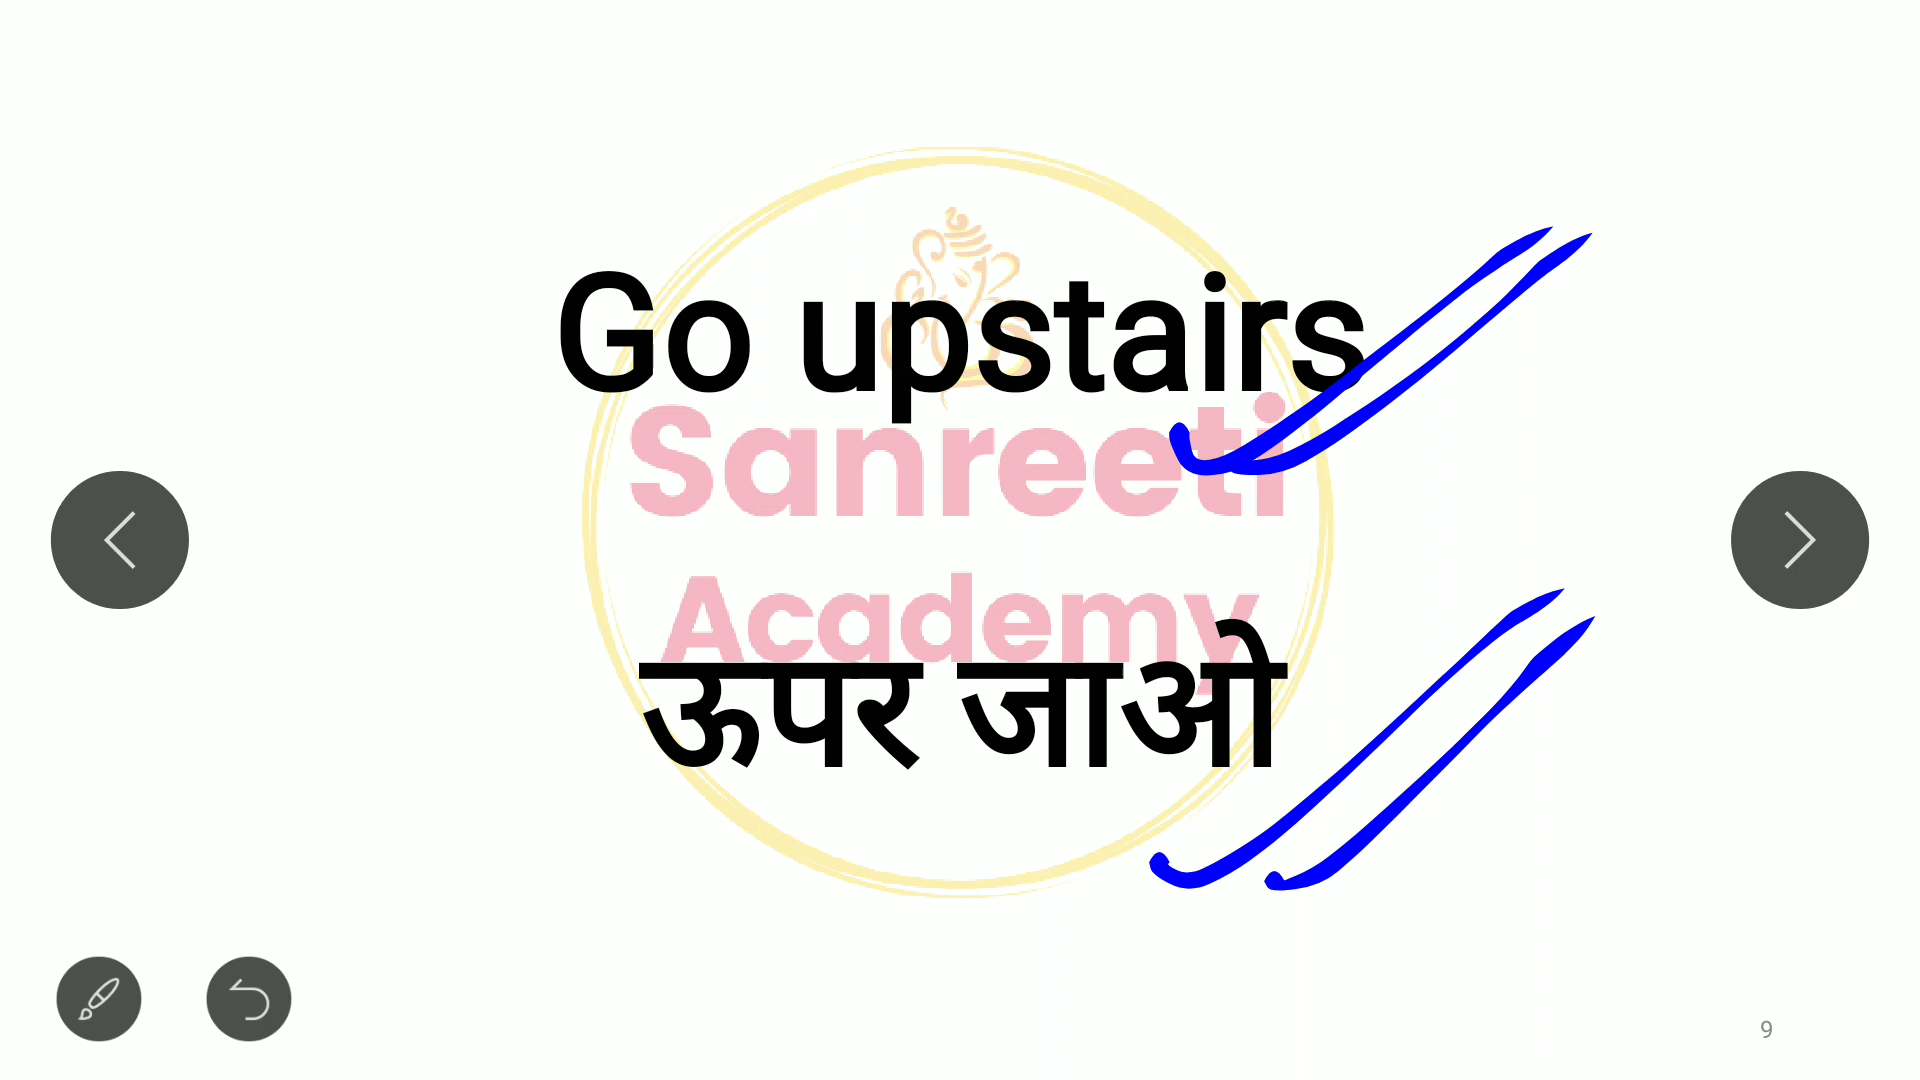 Go upstairs
Sanreeti
Academy
ऊपर जाओ
9